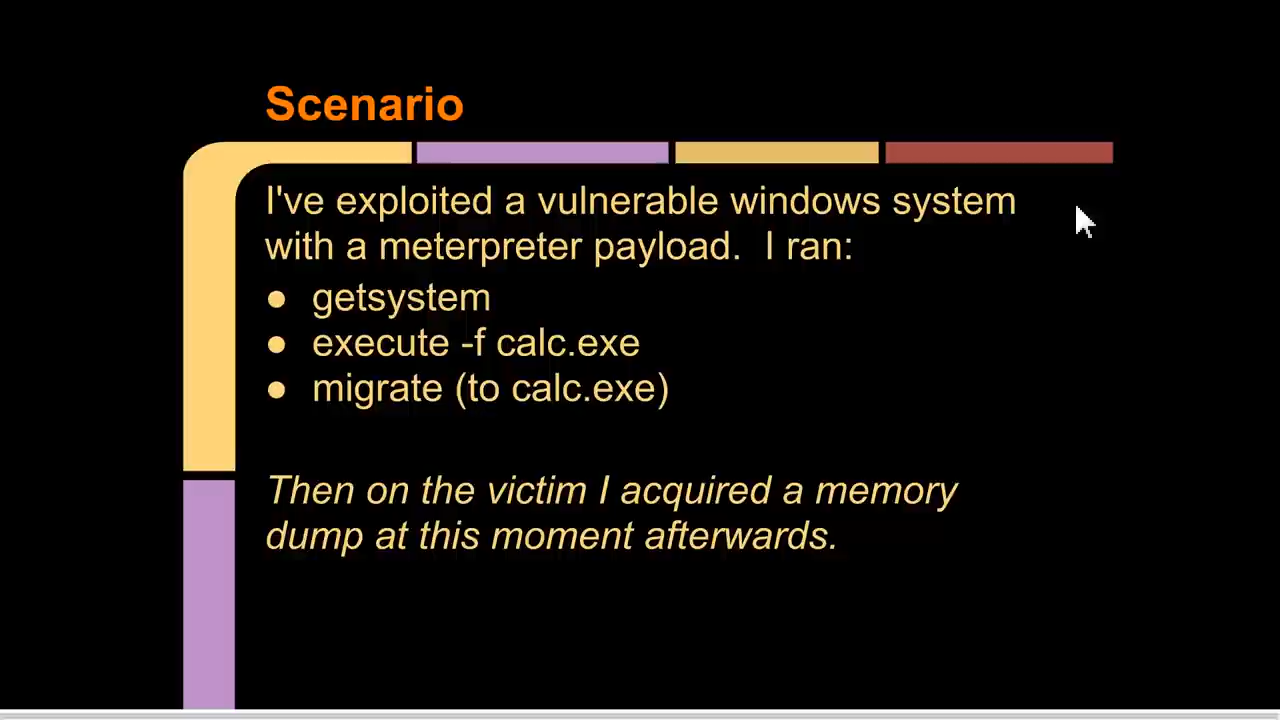 Scenario
I've exploited a vulnerable windows system
with a meterpreter payload.  I ran:
● getsystem
● execute -f calc.exe
● migrate (to calc.exe)
Then on the victim I acquired a memory
dump at this moment afterwards.